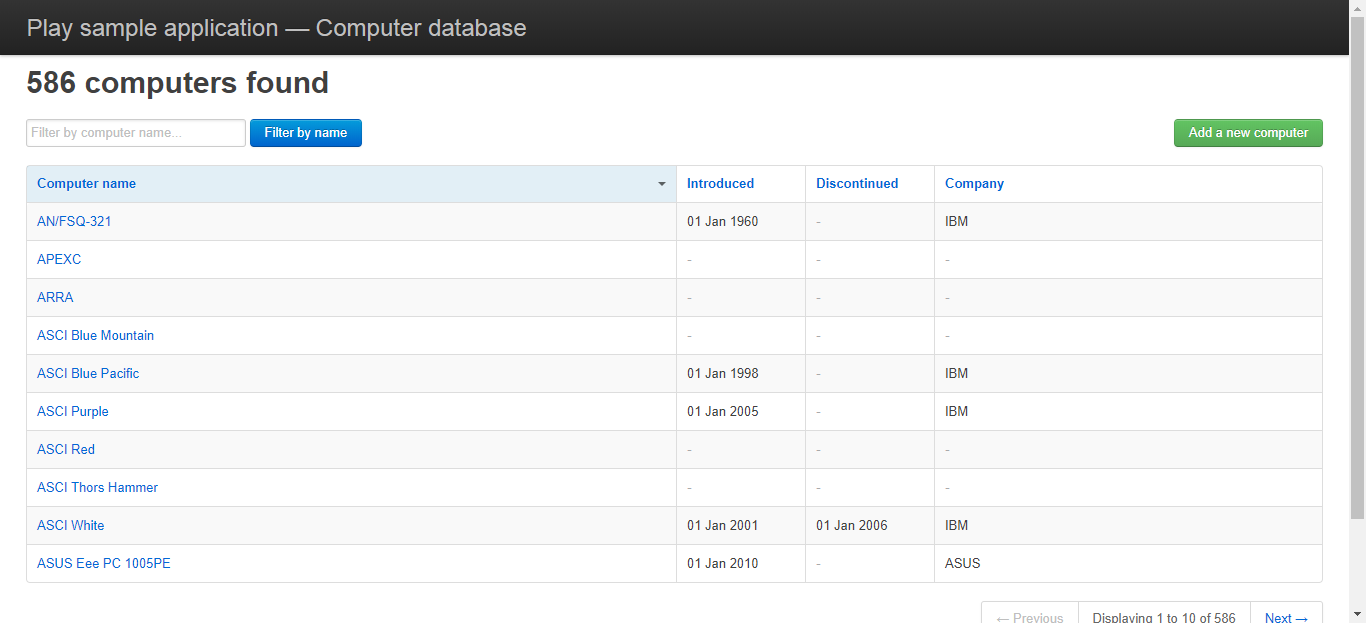 Play sample application — Computer database
586 computers found
Filter by computer name... Filter by name Add a new computer
Computer name Introduced Discontinued Company
AN/FSQ-321 01 Jan 1960 - IBM
APEXC - - -
ARRA - - -
ASCI Blue Mountain - - -
ASCI Blue Pacific 01 Jan 1998 - IBM
ASCI Purple 01 Jan 2005 - IBM
ASCI Red - - -
ASCI Thors Hammer - - -
ASCI White 01 Jan 2001 01 Jan 2006 IBM
ASUS Eee PC 1005PE 01 Jan 2010 - ASUS
← Previous Displaying 1 to 10 of 586 Next →